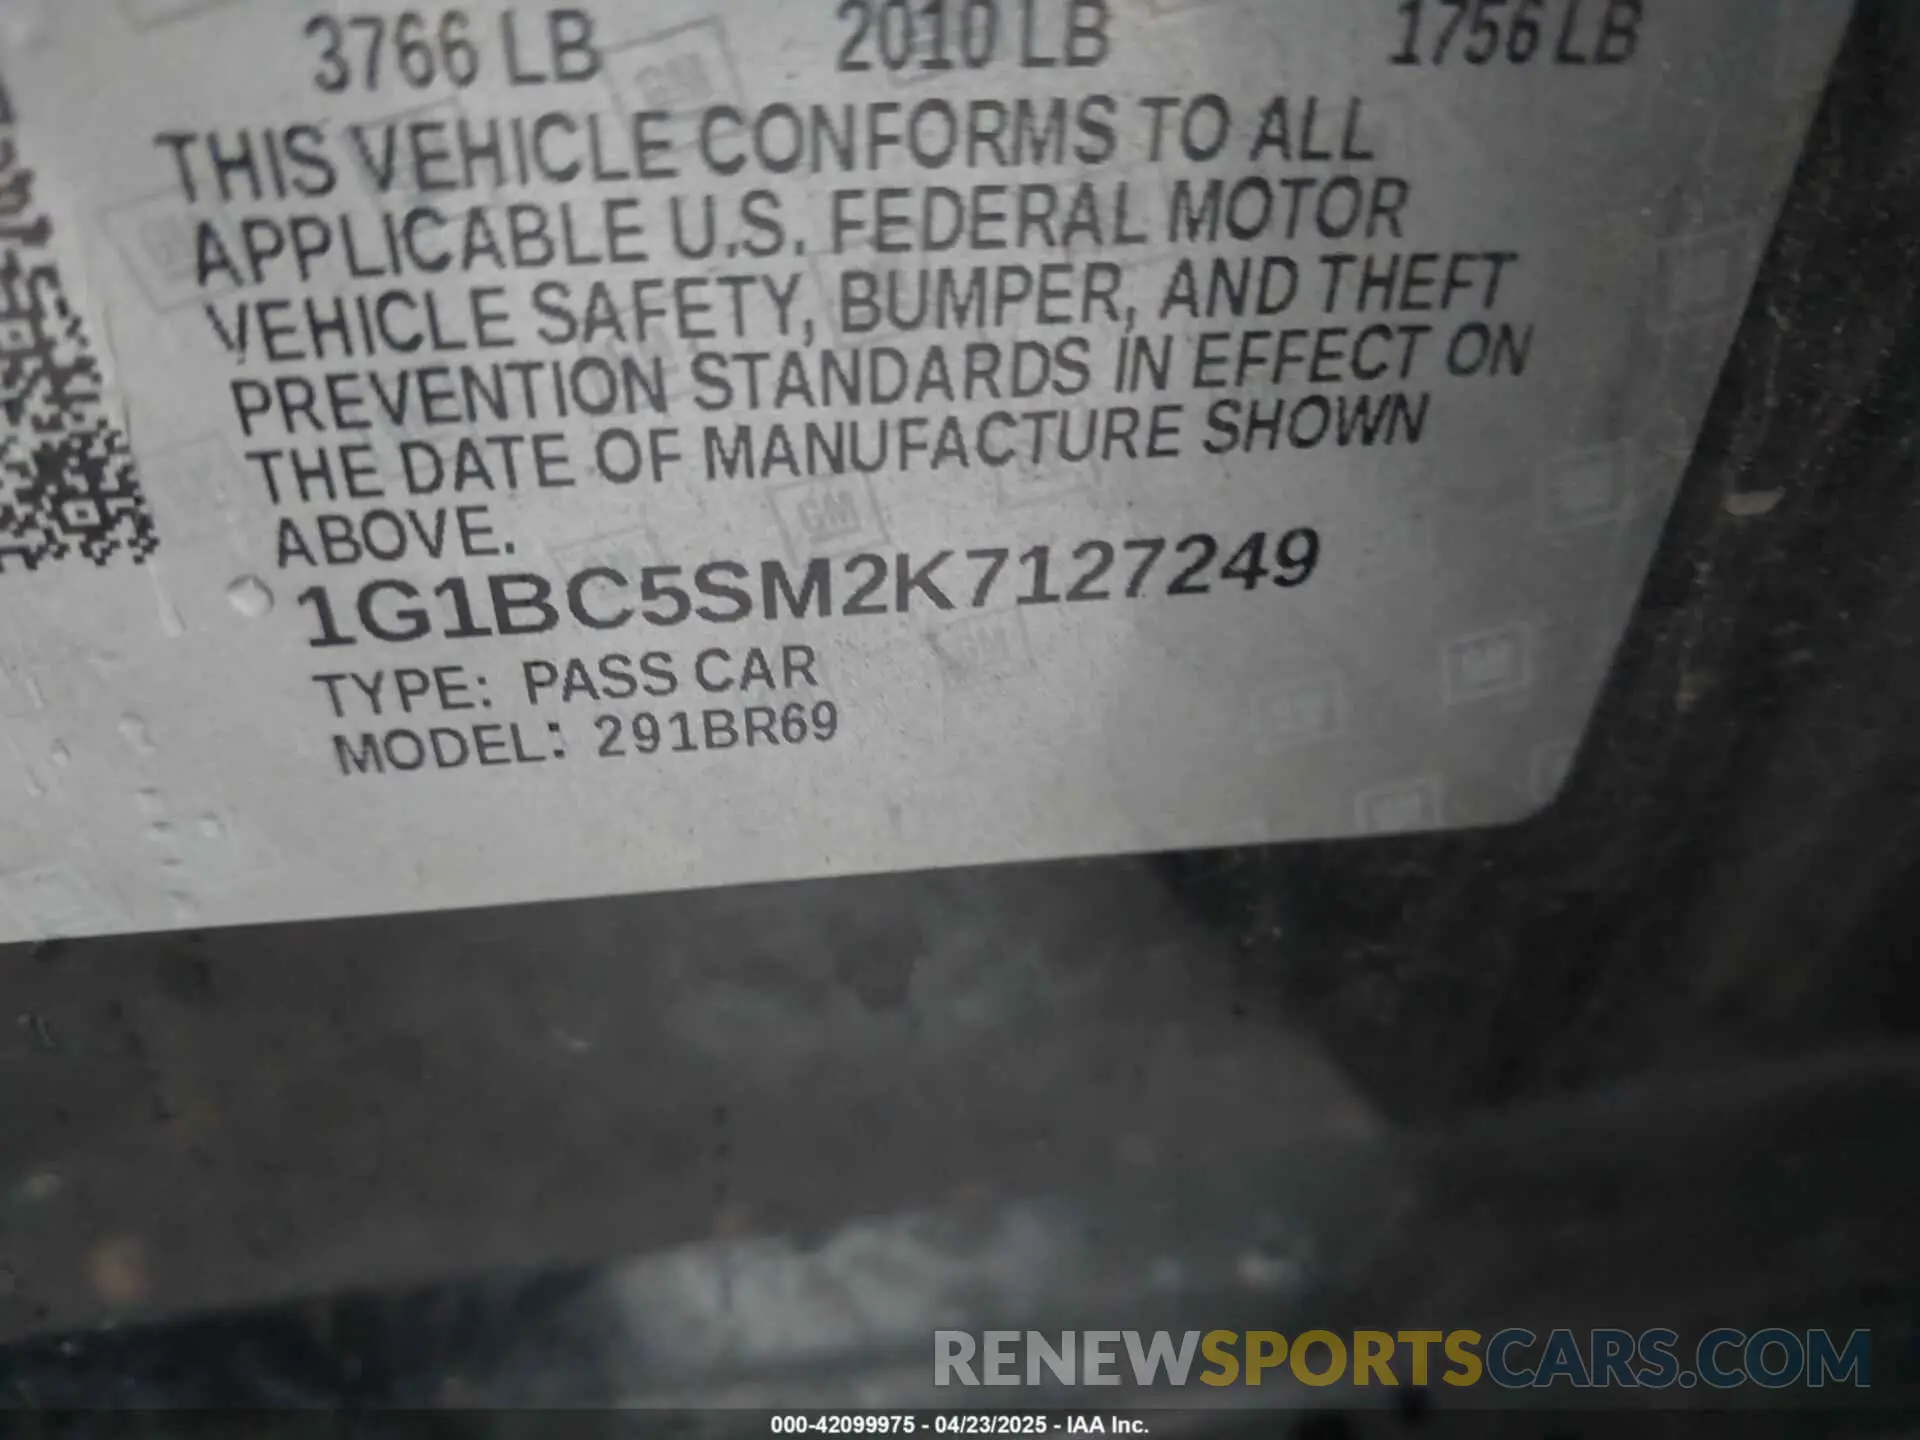 3766 LB 2010 LB 1756 LB
THIS VEHICLE CONFORMS TO ALL
APPLICABLE U.S. FEDERAL MOTOR
VEHICLE SAFETY, BUMPER, AND THEFT
PREVENTION STANDARDS IN EFFECT ON
THE DATE OF MANUFACTURE SHOWN
ABOVE.
1G1BC5SM2K7127249
TYPE: PASS CAR
MODEL: 291BR69
RENEWSPORTSCARS.COM
000-42099975 - 04/23/2025 - IAA Inc.